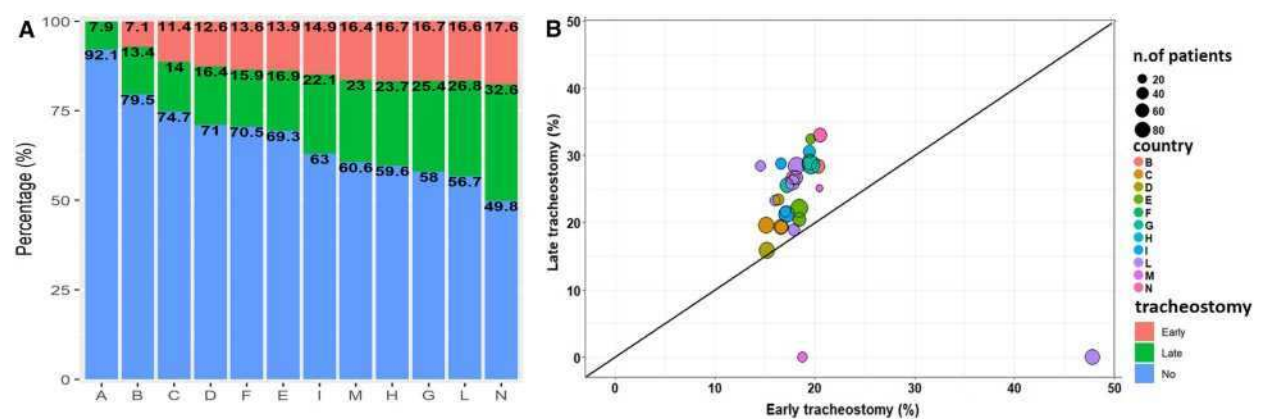 A
Percentage (%)
100
75
50
25
0
7.9 7.1 11.4 12.6 13.6 13.9 14.9 16.4 16.7 16.7 16.6 17.6
92.1 13.4 14 16.4 15.9 16.9 22.1 23 23.7 25.4 26.8 32.6
79.5 74.7 71 70.5 69.3 63 60.6 59.6 58 56.7 49.8
A B C D F E I M H G L N
B
Late tracheostomy (%)
50
40
30
20
10
0
0 10 20 30 40 50
Early tracheostomy (%)
n.of patients
20
40
60
80
country
B
C
D
E
F
G
H
I
L
M
N
tracheostomy
Early
Late
No